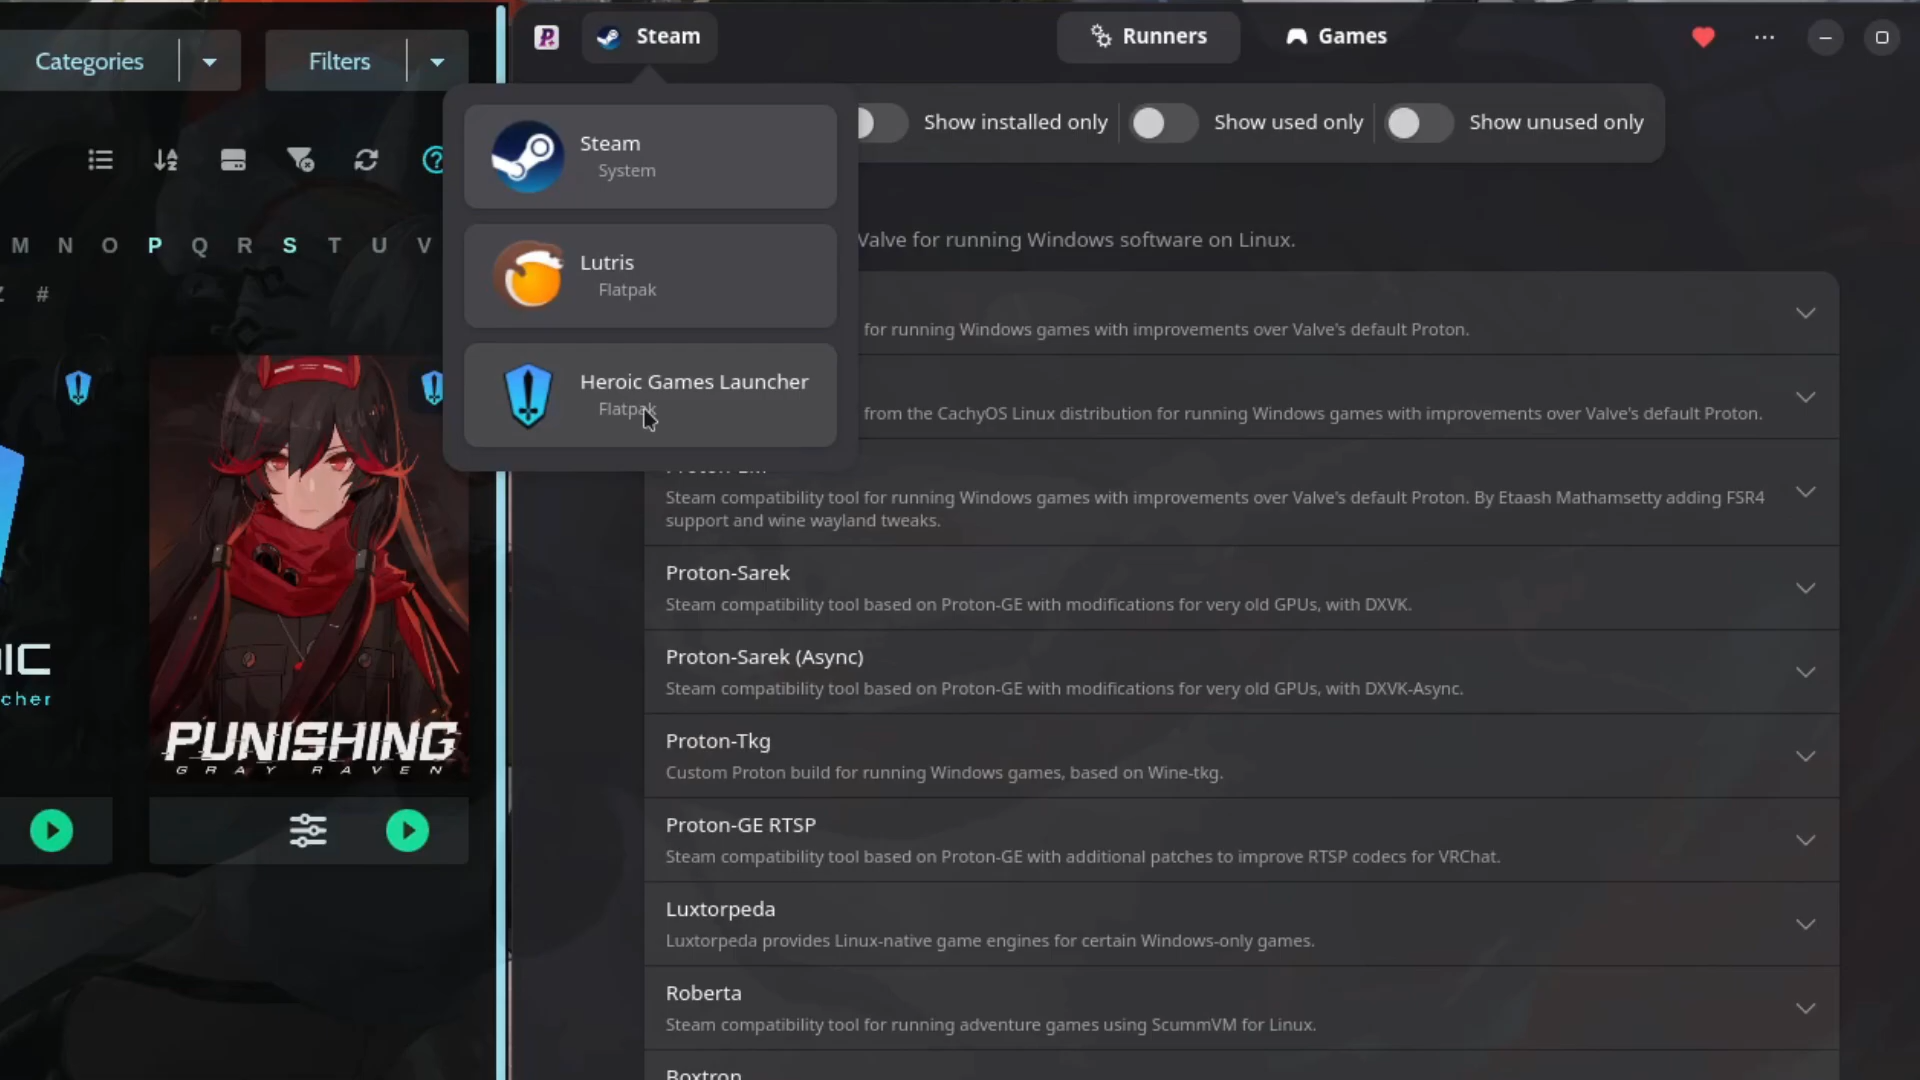 Categories
Filters
M N O P Q R S T U V
Z #
IC
cher
PUNISHING
GRAY RAVEN
Steam
Runners
Games
Steam
System
Lutris
Flatpak
Heroic Games Launcher
Flatpak
Show installed only
Show used only
Show unused only
Valve for running Windows software on Linux.
for running Windows games with improvements over Valve's default Proton.
from the CachyOS Linux distribution for running Windows games with improvements over Valve's default Proton.
Steam compatibility tool for running Windows games with improvements over Valve's default Proton. By Etaash Mathamsetty adding FSR4
support and wine wayland tweaks.
Proton-Sarek
Steam compatibility tool based on Proton-GE with modifications for very old GPUs, with DXVK.
Proton-Sarek (Async)
Steam compatibility tool based on Proton-GE with modifications for very old GPUs, with DXVK-Async.
Proton-Tkg
Custom Proton build for running Windows games, based on Wine-tkg.
Proton-GE RTSP
Steam compatibility tool based on Proton-GE with additional patches to improve RTSP codecs for VRChat.
Luxtorpeda
Luxtorpeda provides Linux-native game engines for certain Windows-only games.
Roberta
Steam compatibility tool for running adventure games using ScummVM for Linux.
Boxtron